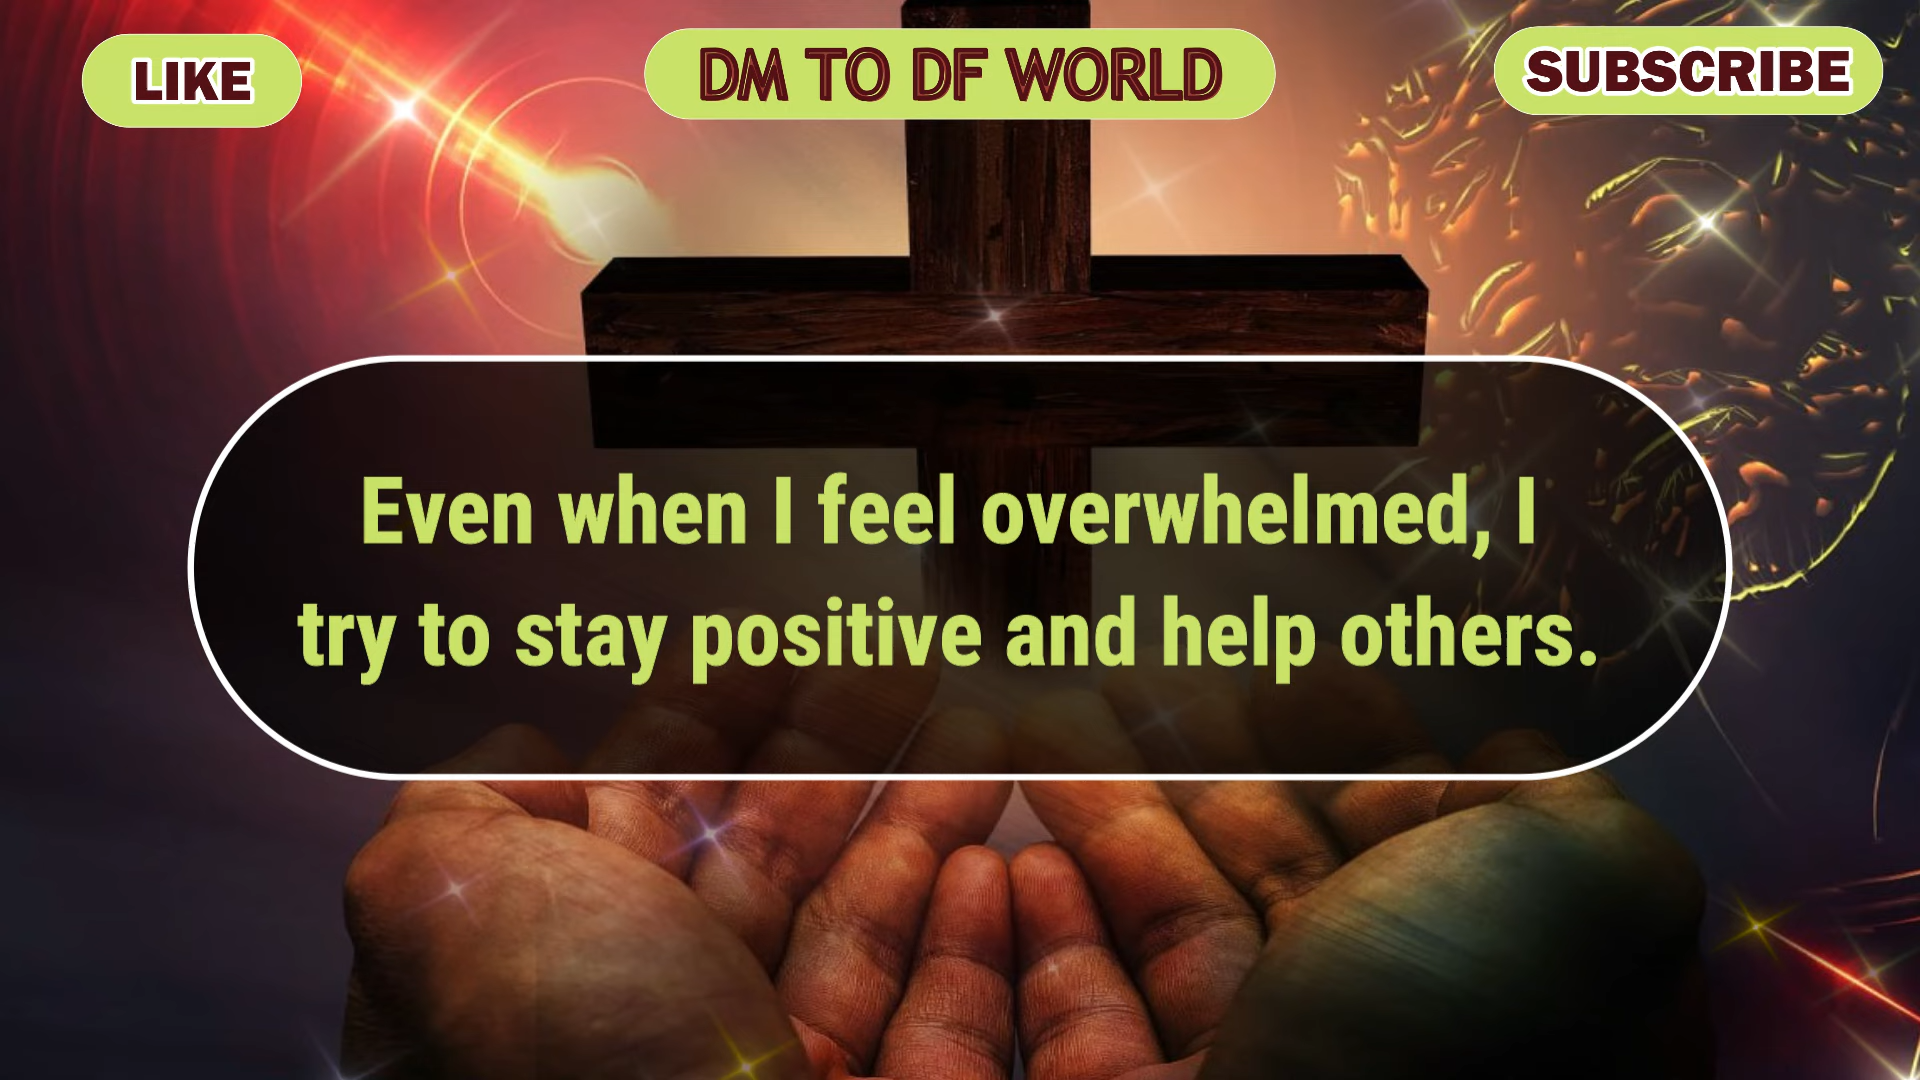 LIKE
DM TO DF WORLD
SUBSCRIBE
Even when I feel overwhelmed, I
try to stay positive and help others.